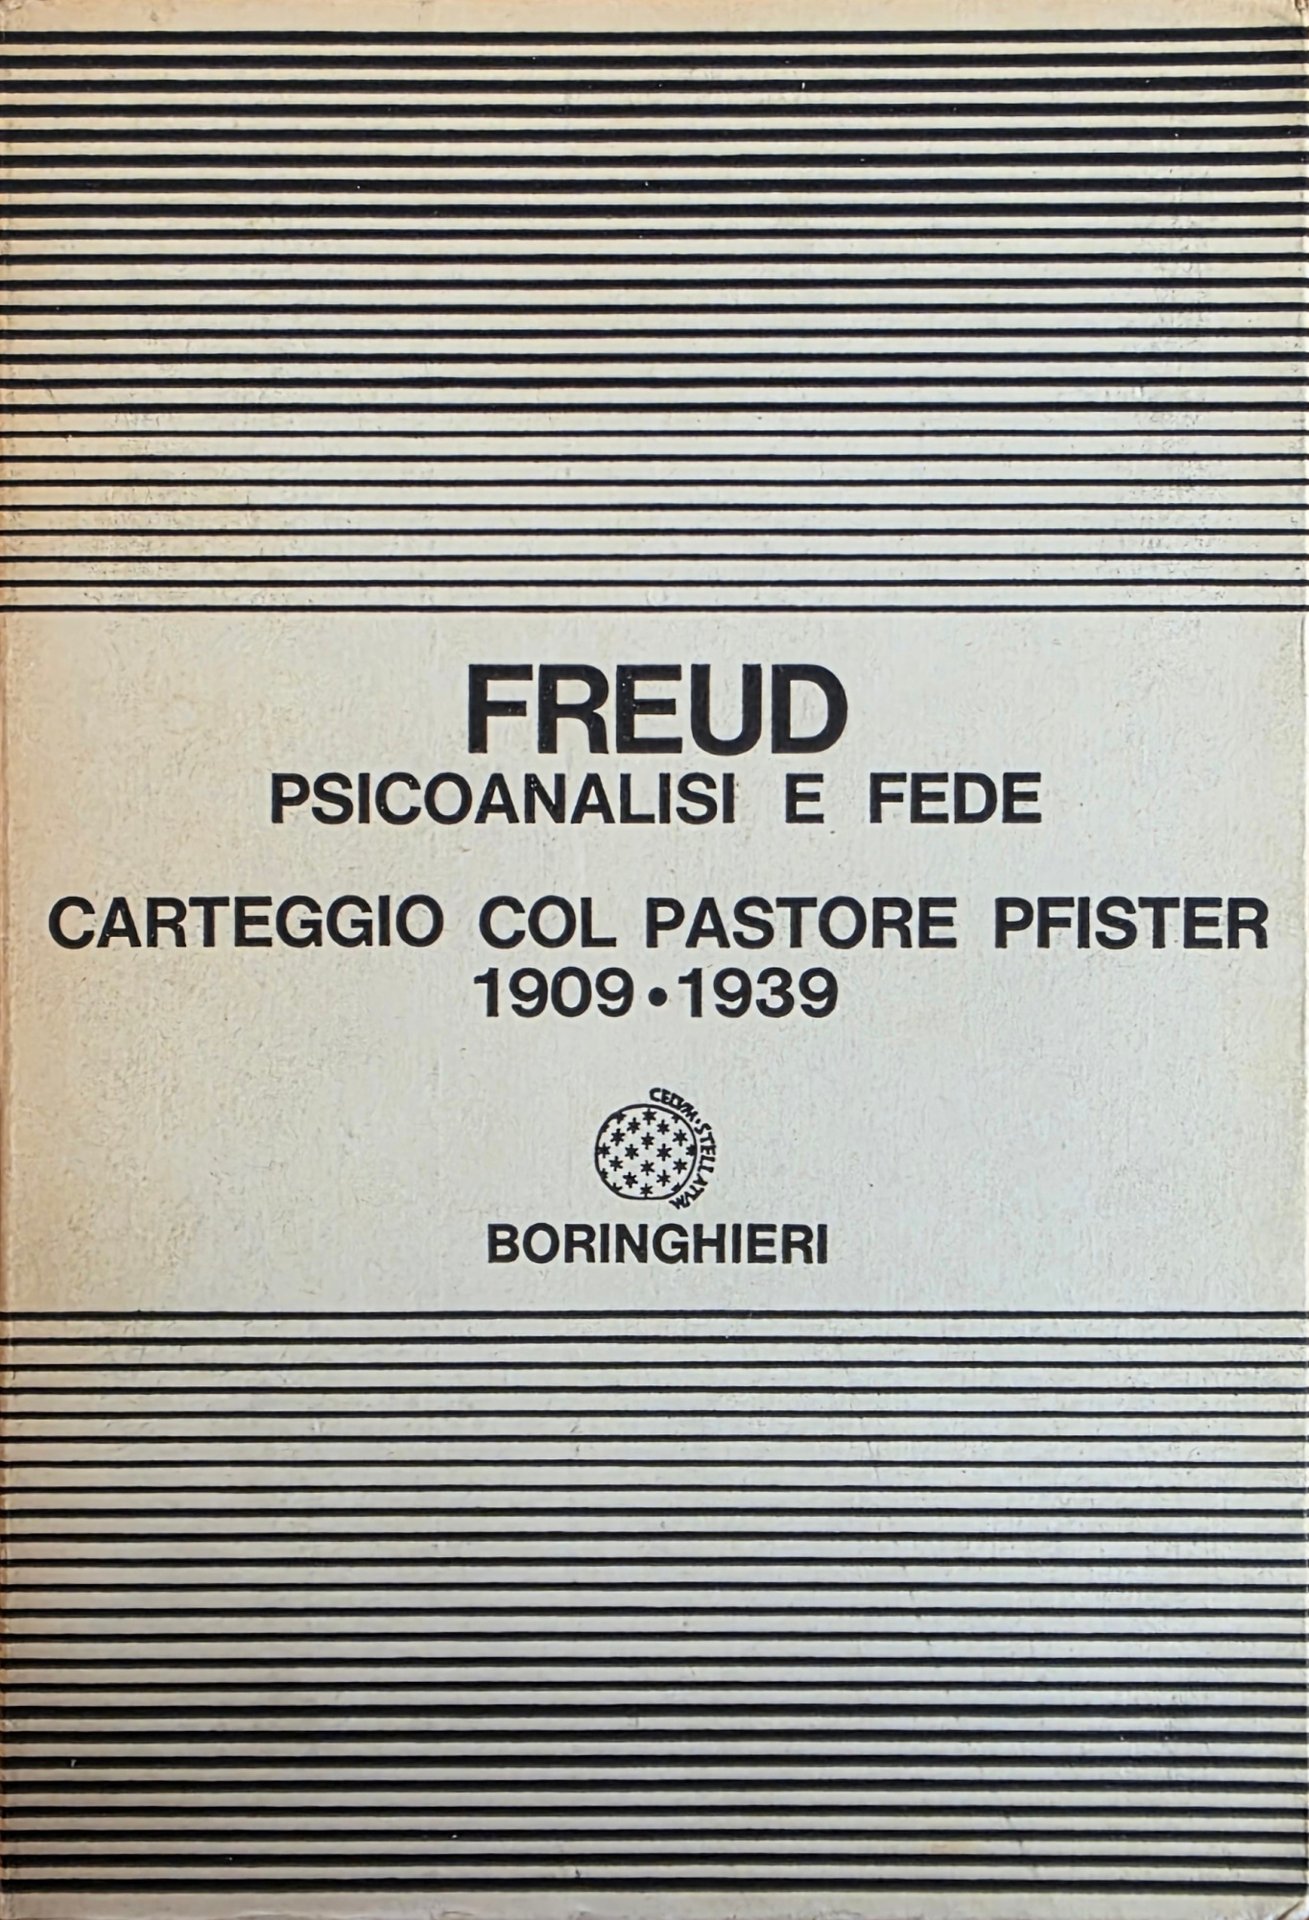 FREUD
PSICOANALISI E FEDE
CARTEGGIO COL PASTORE PFISTER
1909•1939
CELVM·STELLATVM
BORINGHIERI